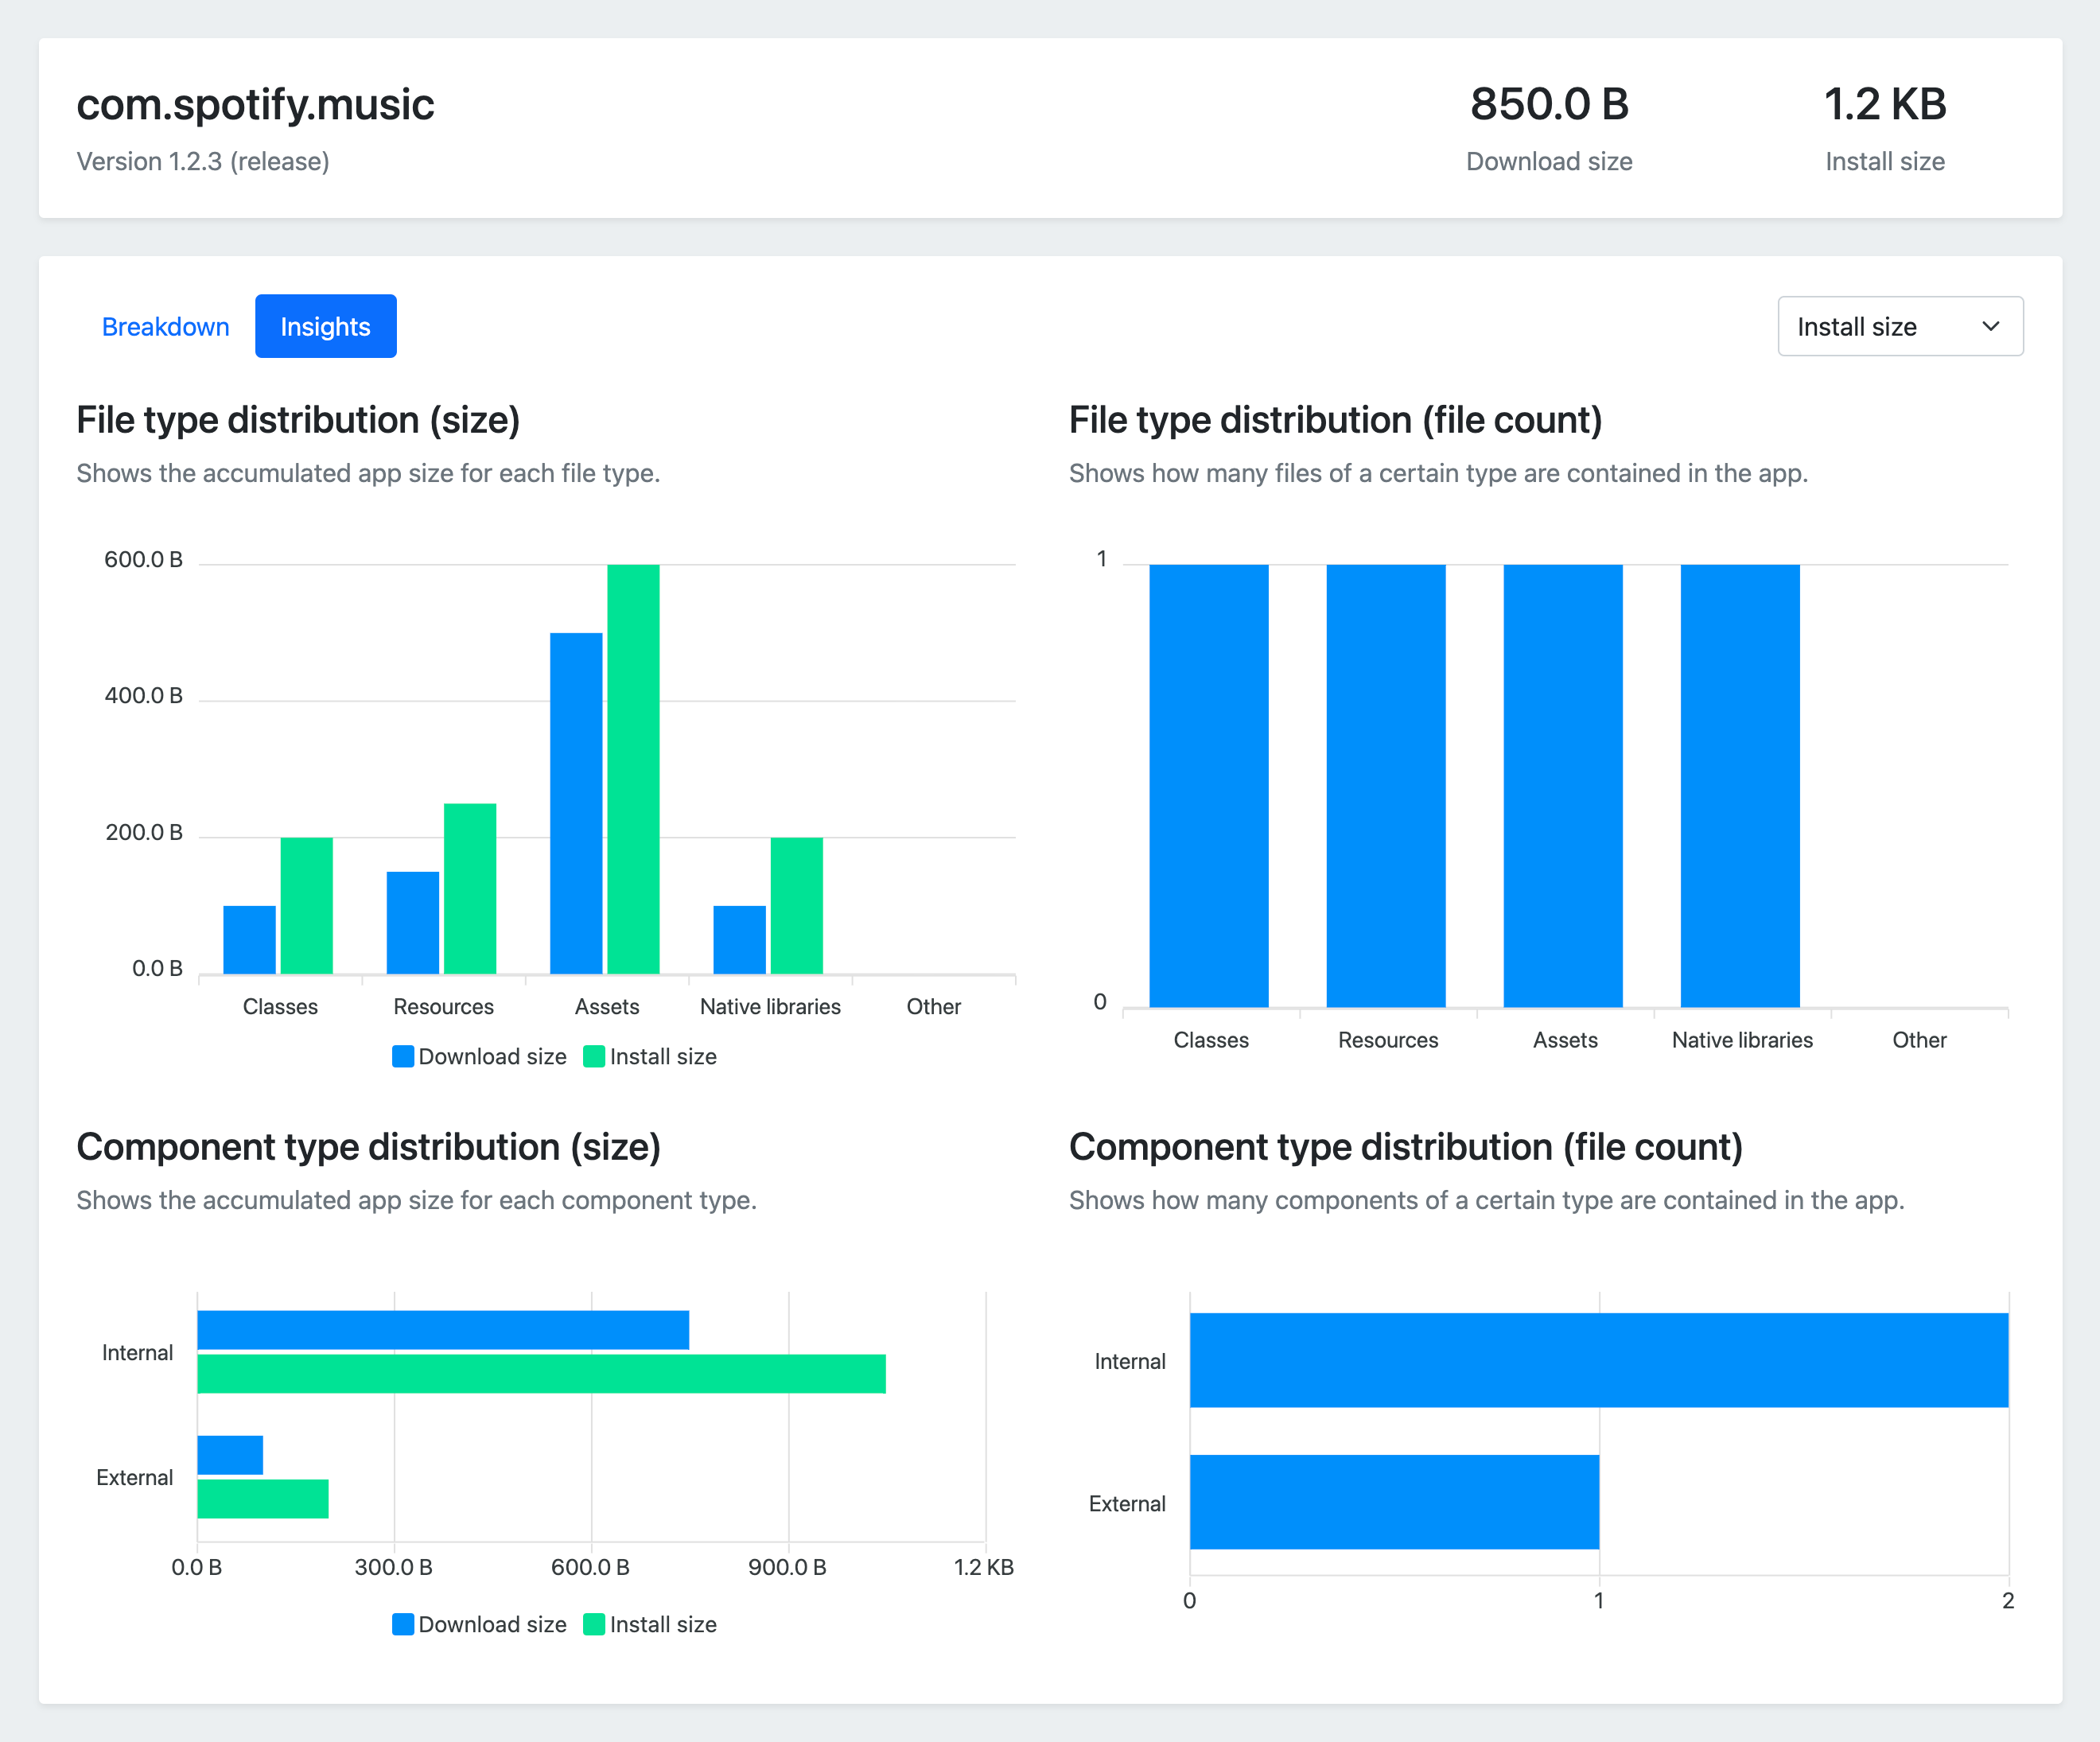 com.spotify.music
Version 1.2.3 (release)
850.0 B
Download size
1.2 KB
Install size
Breakdown
Insights
Install size
File type distribution (size)
Shows the accumulated app size for each file type.
600.0 B
400.0 B
200.0 B
0.0 B
Classes Resources Assets Native libraries Other
Download size Install size
File type distribution (file count)
Shows how many files of a certain type are contained in the app.
1
0
Classes Resources Assets Native libraries Other
Component type distribution (size)
Shows the accumulated app size for each component type.
Internal
External
0.0 B 300.0 B 600.0 B 900.0 B 1.2 KB
Download size Install size
Component type distribution (file count)
Shows how many components of a certain type are contained in the app.
Internal
External
0 1 2